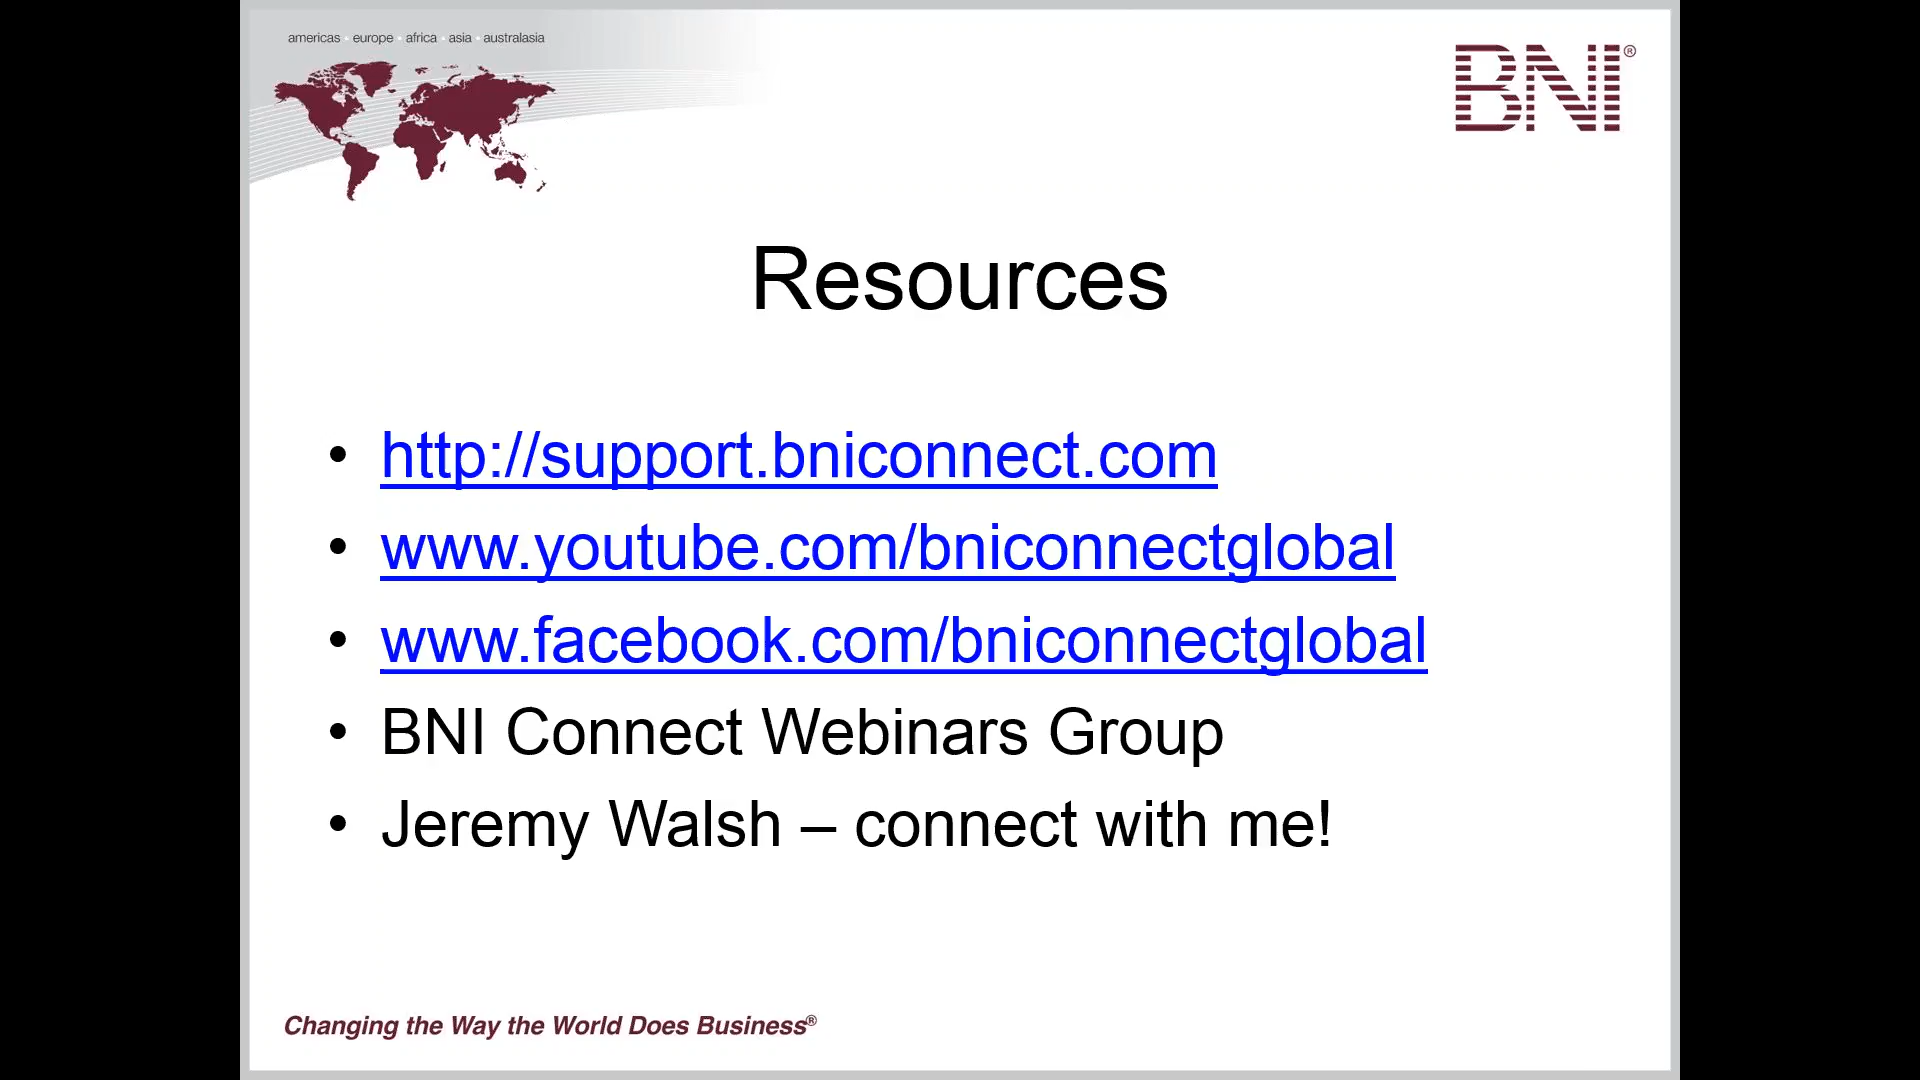 americas • europe • africa • asia • australasia
BNI®
Resources
• http://support.bniconnect.com
• www.youtube.com/bniconnectglobal
• www.facebook.com/bniconnectglobal
• BNI Connect Webinars Group
• Jeremy Walsh – connect with me!
Changing the Way the World Does Business®